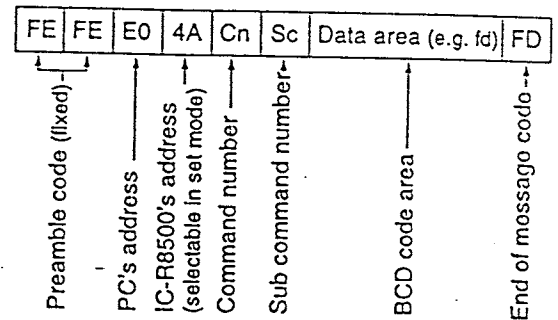 FE FE E0 4A Cn Sc Data area (e.g. fd) FD
Preamble code (fixed)
PC's address
IC-R8500's address
(selectable in set mode)
Command number
Sub command number
BCD code area
End of mossago code